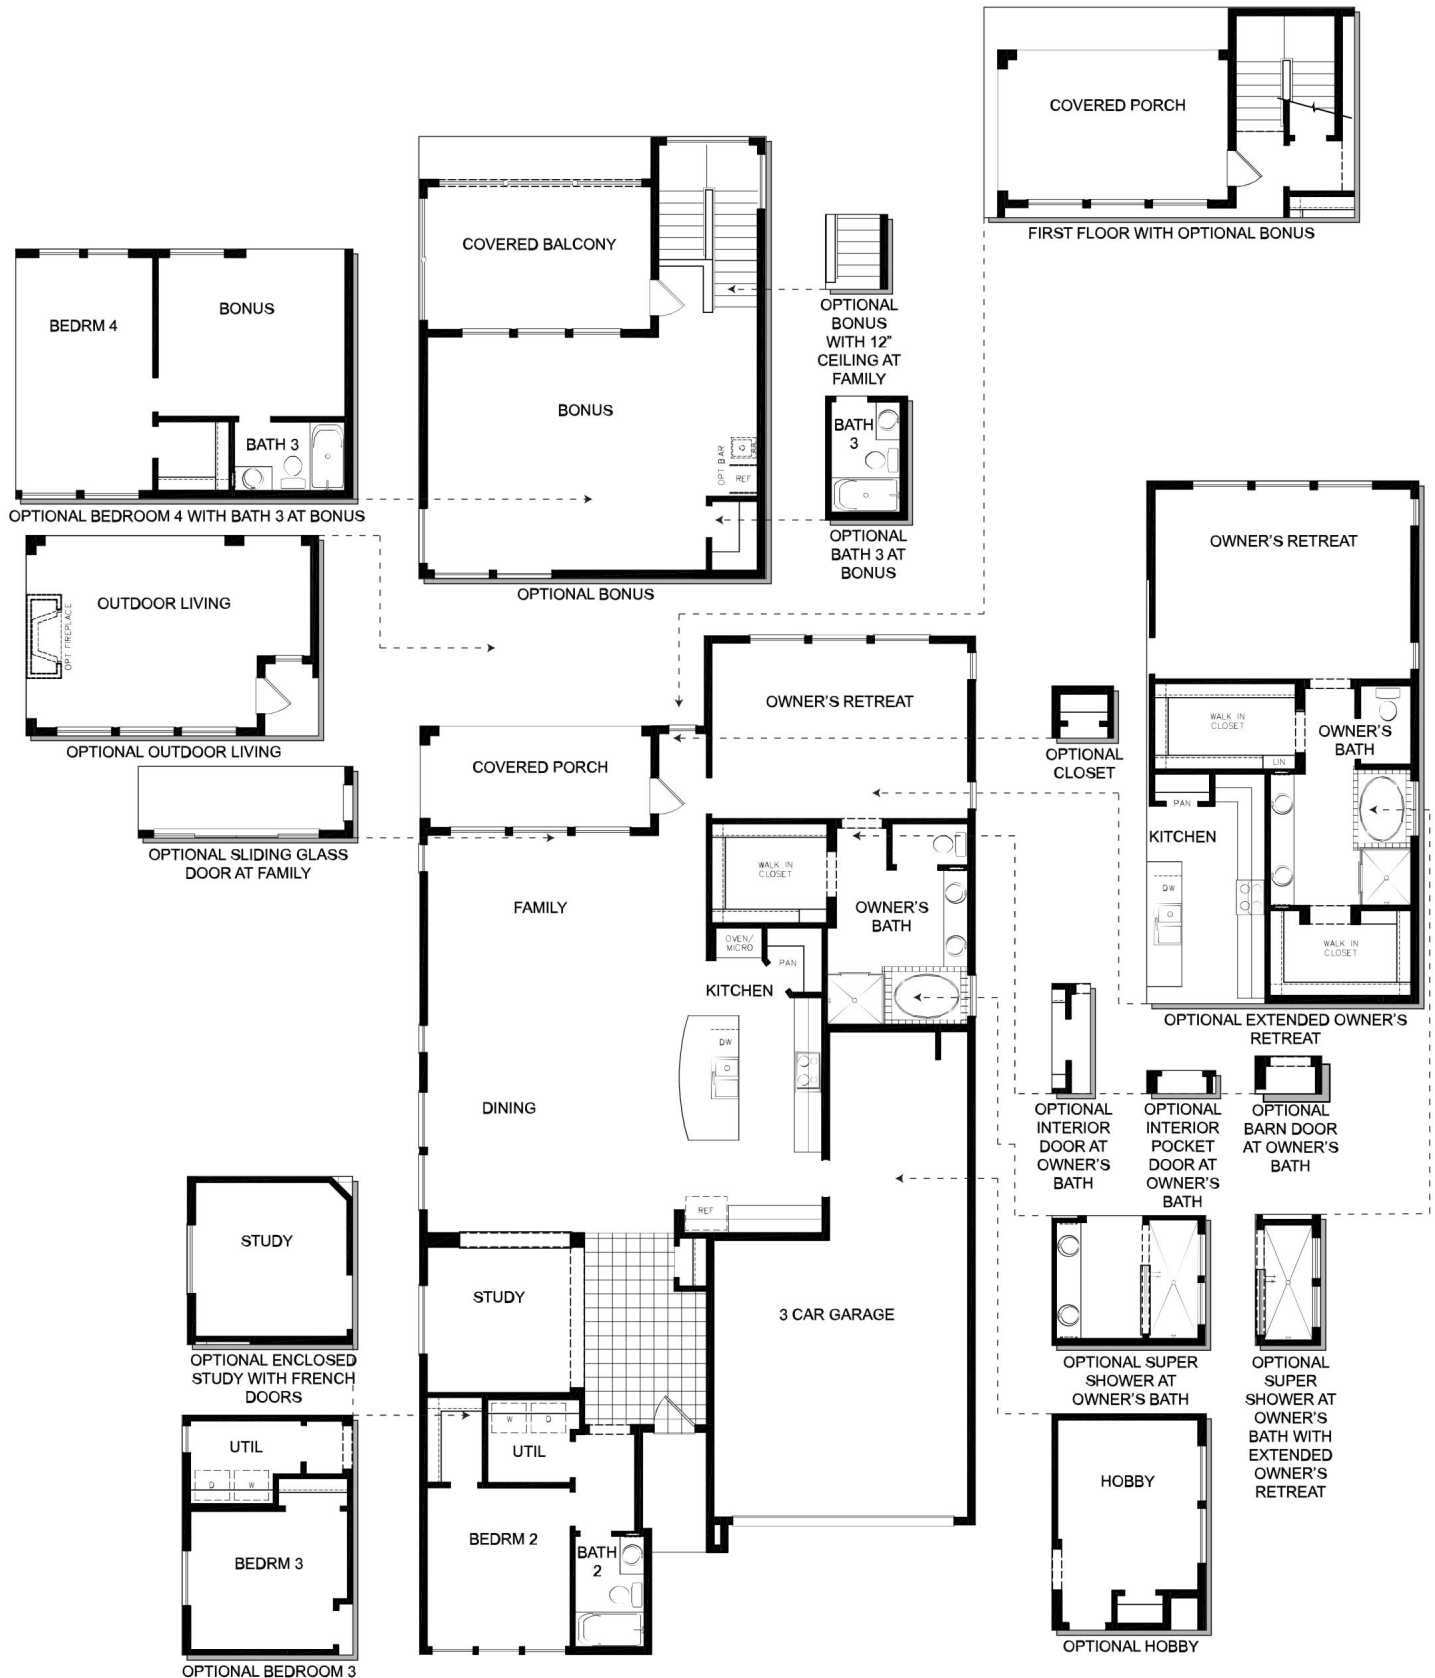 COVERED PORCH
FIRST FLOOR WITH OPTIONAL BONUS
COVERED BALCONY
BONUS
OPT BAR
REF
OPTIONAL BONUS
OPTIONAL
BONUS
WITH 12"
CEILING AT
FAMILY
BATH
3
OPTIONAL
BATH 3 AT
BONUS
BEDRM 4
BONUS
BATH 3
OPTIONAL BEDROOM 4 WITH BATH 3 AT BONUS
OUTDOOR LIVING
OPT FIREPLACE
OPTIONAL OUTDOOR LIVING
OPTIONAL SLIDING GLASS
DOOR AT FAMILY
OWNER'S RETREAT
WALK IN
CLOSET
LIN
OWNER'S
BATH
PAN
KITCHEN
DW
WALK IN
CLOSET
OPTIONAL EXTENDED OWNER'S
RETREAT
OPTIONAL
CLOSET
OWNER'S RETREAT
COVERED PORCH
WALK IN
CLOSET
FAMILY
OWNER'S
BATH
OVEN/
MICRO
PAN
KITCHEN
DW
DINING
REF
STUDY
3 CAR GARAGE
W
D
UTIL
BEDRM 2
BATH
2
OPTIONAL
INTERIOR
DOOR AT
OWNER'S
BATH
OPTIONAL
INTERIOR
POCKET
DOOR AT
OWNER'S
BATH
OPTIONAL
BARN DOOR
AT OWNER'S
BATH
STUDY
OPTIONAL ENCLOSED
STUDY WITH FRENCH
DOORS
OPTIONAL SUPER
SHOWER AT
OWNER'S BATH
OPTIONAL
SUPER
SHOWER AT
OWNER'S
BATH WITH
EXTENDED
OWNER'S
RETREAT
UTIL
D
W
BEDRM 3
OPTIONAL BEDROOM 3
HOBBY
OPTIONAL HOBBY